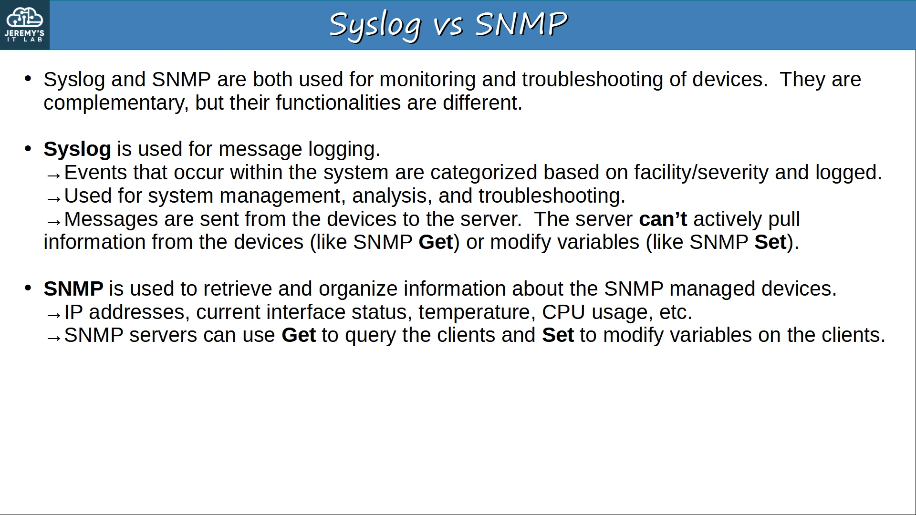 JEREMY'S
IT LAB
Syslog vs SNMP
• Syslog and SNMP are both used for monitoring and troubleshooting of devices.  They are
complementary, but their functionalities are different.
• Syslog is used for message logging.
→Events that occur within the system are categorized based on facility/severity and logged.
→Used for system management, analysis, and troubleshooting.
→Messages are sent from the devices to the server.  The server can't actively pull
information from the devices (like SNMP Get) or modify variables (like SNMP Set).
• SNMP is used to retrieve and organize information about the SNMP managed devices.
→IP addresses, current interface status, temperature, CPU usage, etc.
→SNMP servers can use Get to query the clients and Set to modify variables on the clients.